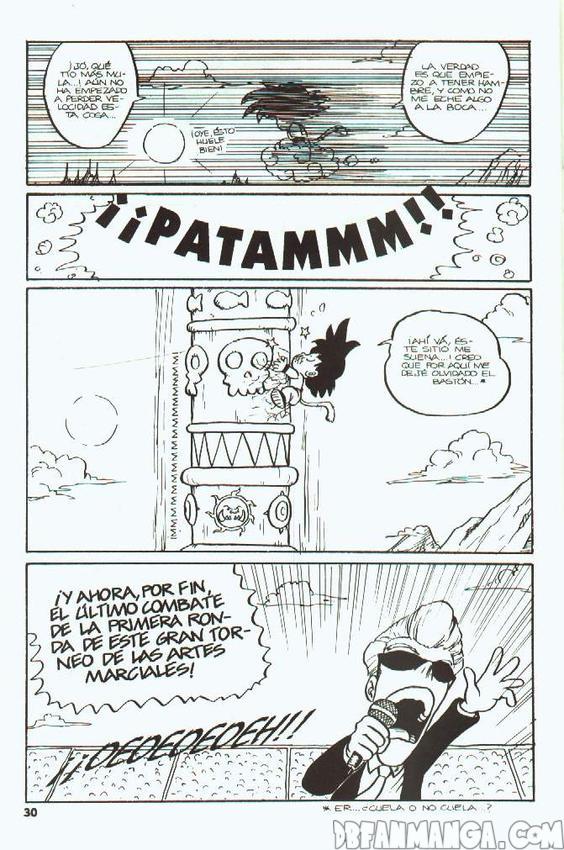 ¡JÓ, QUÉ
TÍO MÁS MU-
LA...! AÚN NO
HA EMPEZADO
A PERDER VE-
LOCIDAD ES-
TA COSA...
¡OYE, ÉSTO
HUELE
BIEN!
LA VERDAD
ES QUE EMPIE-
ZO A TENER HAM-
BRE, Y COMO NO
ME ECHE ALGO
A LA BOCA...
¡¡PATAMMM!!
¡AHÍ VÁ, ÉS-
TE SITIO ME
SUENA...! CREO
QUE POR AQUÍ ME
DEJÉ OLVIDADO EL
BASTÓN...*
¡Y AHORA, POR FIN,
EL ÚLTIMO COMBATE
DE LA PRIMERA RON-
DA DE ESTE GRAN TOR-
NEO DE LAS ARTES
MARCIALES!
¡¡OEOEOEOEH!!!
30
* ER... ¿CUELA O NO CUELA...?
DBFANMANGA.COM